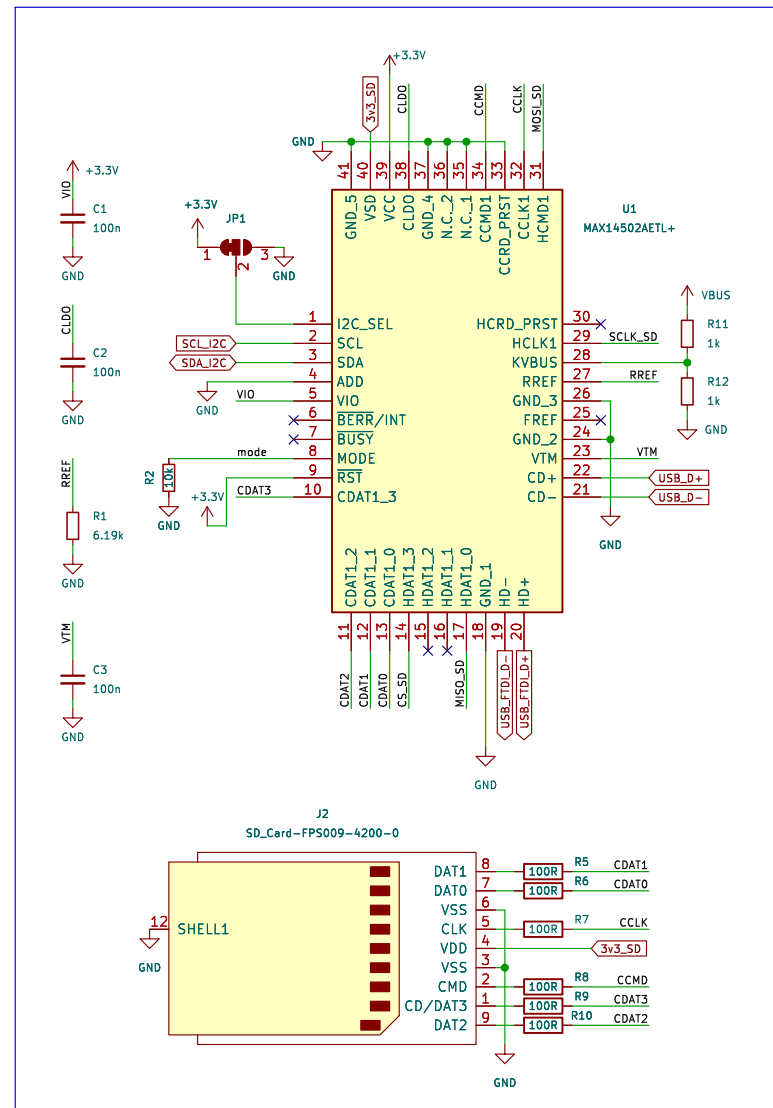 +3.3V
3v3_SD
CLDO
CCMD
CCLK
MOSI_SD
GND
41 40 39 38 37 36 35 34 33 32 31
GND_5 VSD VCC CLDO GND_4 N.C._2 N.C._1 CCMD1 CCRD_PRST CCLK1 HCMD1
U1
MAX14502AETL+
+3.3V
VIO
C1
100n
GND
+3.3V
JP1
1 2 3
GND
CLDO
C2
100n
GND
1 I2C_SEL
SCL_I2C 2 SCL
SDA_I2C 3 SDA
GND 4 ADD
VIO 5 VIO
6 BERR/INT
7 BUSY
mode 8 MODE
9 RST
CDAT3 10 CDAT1_3
R2
10k
GND
+3.3V
HCRD_PRST 30
HCLK1 29 SCLK_SD
KVBUS 28
RREF 27 RREF
GND_3 26
FREF 25
GND_2 24
VTM 23 VTM
CD+ 22 USB_D+
CD- 21 USB_D-
GND
VBUS
R11
1k
R12
1k
GND
RREF
R1
6.19k
GND
CDAT1_2 CDAT1_1 CDAT1_0 HDAT1_3 HDAT1_2 HDAT1_1 HDAT1_0 GND_1 HD- HD+
11 12 13 14 15 16 17 18 19 20
CDAT2
CDAT1
CDAT0
CS_SD
MISO_SD
USB_FTDI_D-
USB_FTDI_D+
GND
VTM
C3
100n
GND
J2
SD_Card-FPS009-4200-0
12 SHELL1
GND
DAT1 8 100R R5 CDAT1
DAT0 7 100R R6 CDAT0
VSS 6
CLK 5 100R R7 CCLK
VDD 4 3v3_SD
VSS 3
CMD 2 100R R8 CCMD
CD/DAT3 1 100R R9 CDAT3
DAT2 9 100R R10 CDAT2
GND